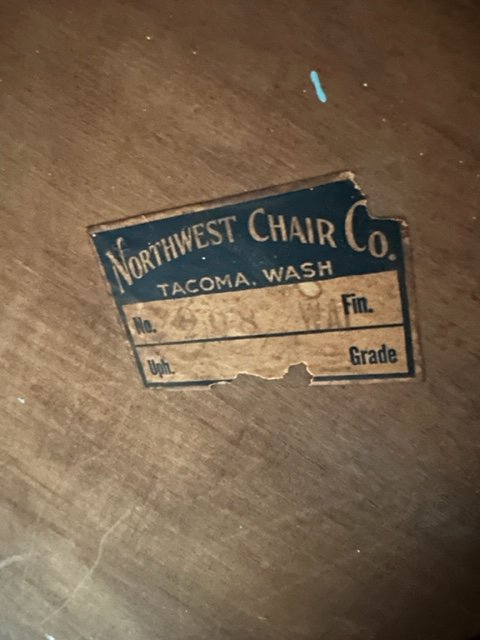 NORTHWEST CHAIR CO.
TACOMA, WASH
No. Fin.
Uph. Grade